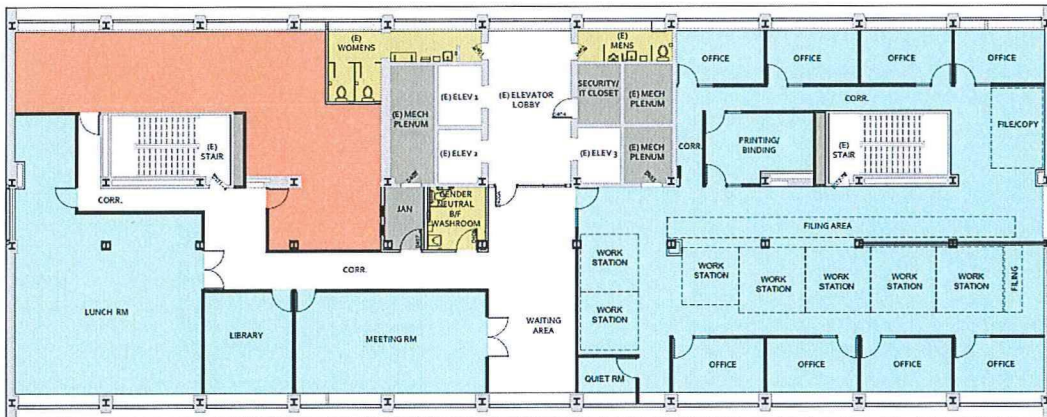 (E)
WOMENS
(E)
MENS
OFFICE
OFFICE
OFFICE
OFFICE
(E) ELEV 1
(E) ELEVATOR
LOBBY
SECURITY/
IT CLOSET
(E) MECH
PLENUM
(E) MECH
PLENUM
CORR.
FILE/COPY
(E)
STAIR
(E) ELEV 2
(E) ELEV 3
(E) MECH
PLENUM
CORR.
PRINTING/
BINDING
(E)
STAIR
CORR.
JAN
GENDER
NEUTRAL
B/F
WASHROOM
FILING AREA
WORK
STATION
WORK
STATION
WORK
STATION
WORK
STATION
WORK
STATION
WORK
STATION
FILING
CORR.
LUNCH RM
LIBRARY
MEETING RM
WAITING
AREA
WORK
STATION
QUIET RM
OFFICE
OFFICE
OFFICE
OFFICE